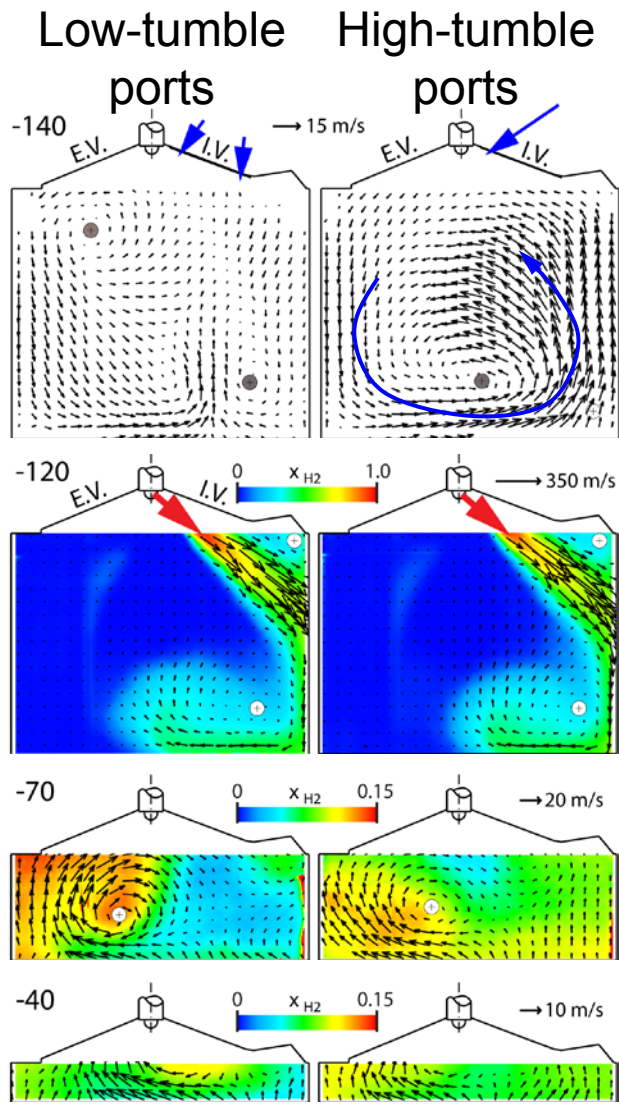 Low-tumble ports
High-tumble ports
-140
E.V.
I.V.
15 m/s
E.V.
I.V.
-120
E.V.
I.V.
0
x H2
1.0
350 m/s
-70
0
x H2
0.15
20 m/s
-40
0
x H2
0.15
10 m/s